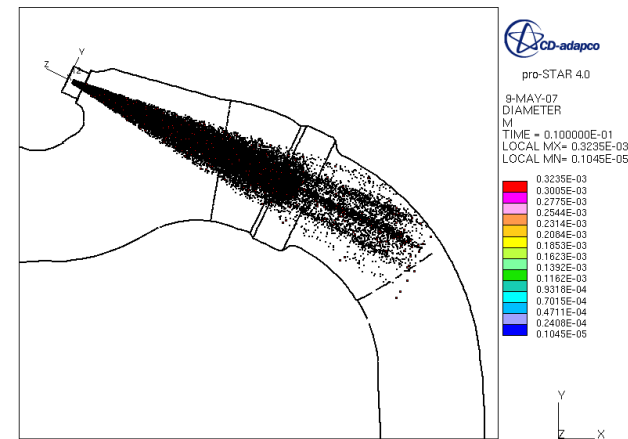 CD-adapco
pro-STAR 4.0
9-MAY-07
DIAMETER
M
TIME = 0.100000E-01
LOCAL MX= 0.3235E-03
LOCAL MN= 0.1045E-05
0.3235E-03
0.3005E-03
0.2775E-03
0.2544E-03
0.2314E-03
0.2084E-03
0.1853E-03
0.1623E-03
0.1392E-03
0.1162E-03
0.9318E-04
0.7015E-04
0.4711E-04
0.2408E-04
0.1045E-05
Y
Z
Y
Z
X